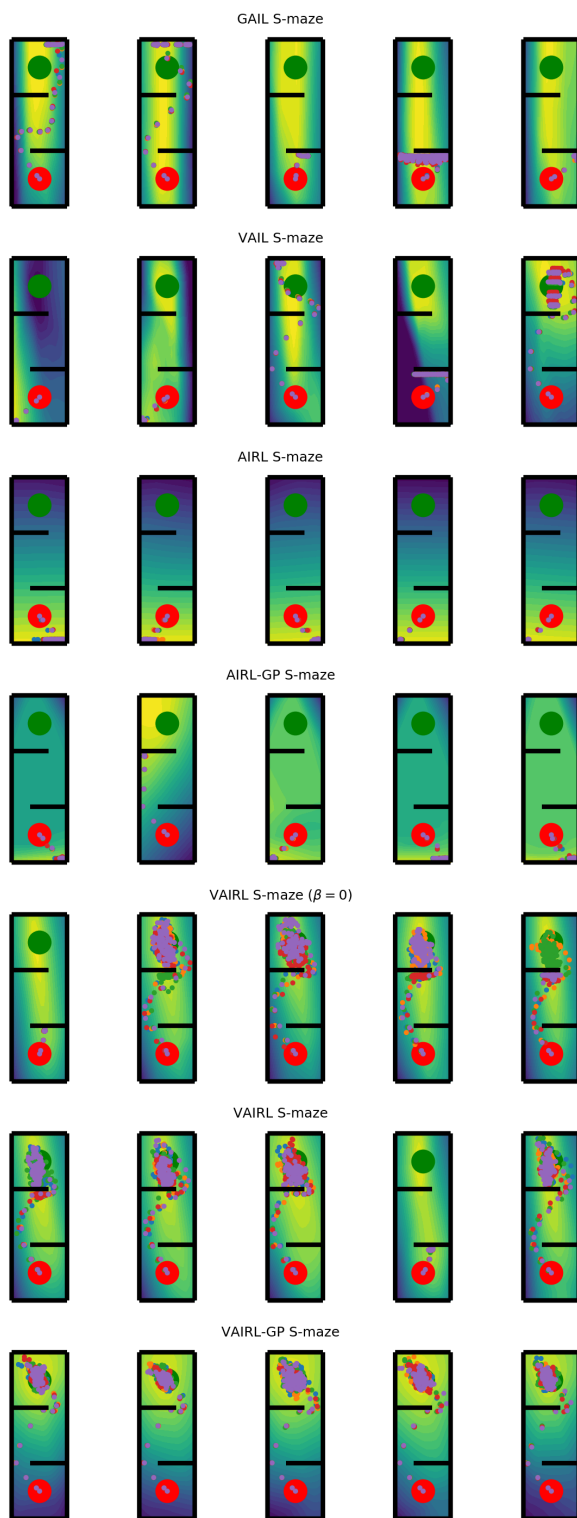 GAIL S-maze
VAIL S-maze
AIRL S-maze
AIRL-GP S-maze
VAIRL S-maze (β = 0)
VAIRL S-maze
VAIRL-GP S-maze